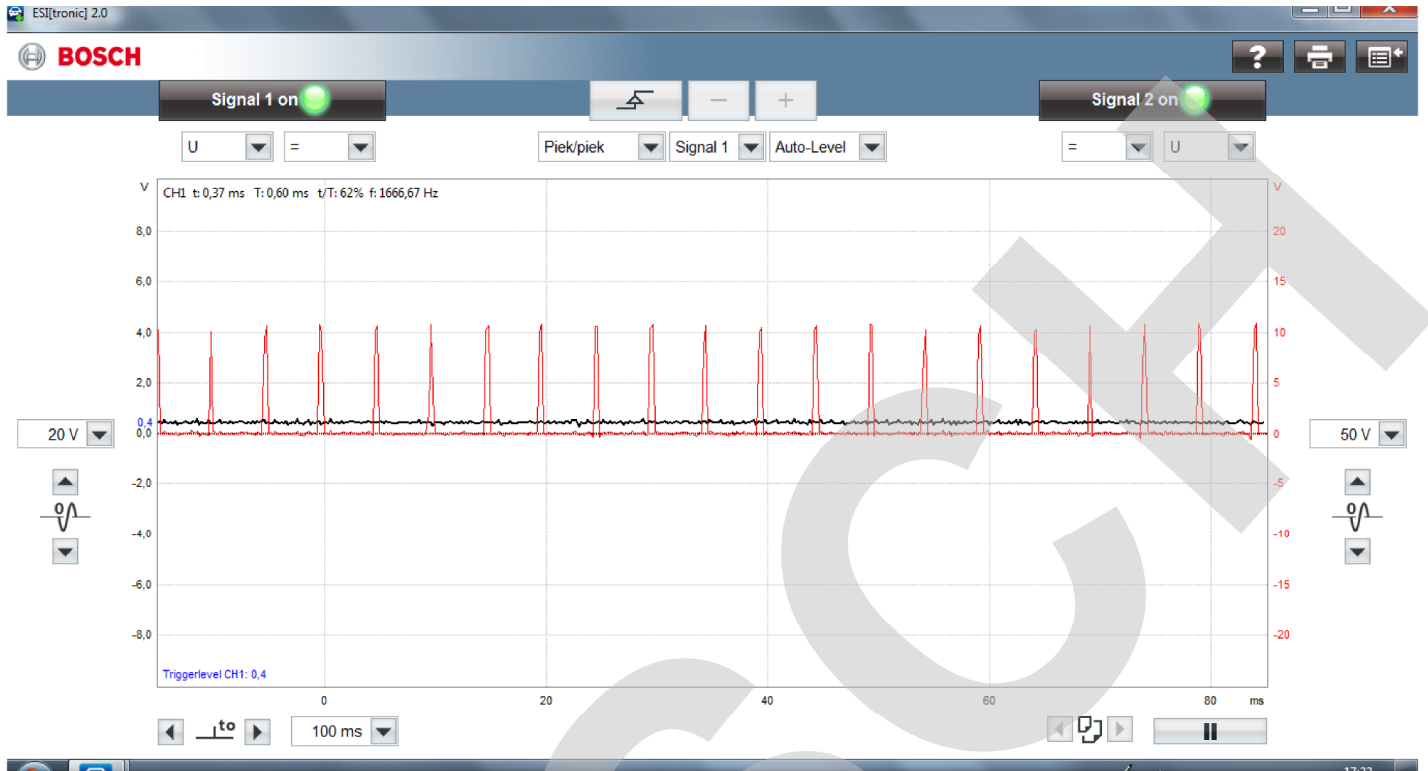 ESI[tronic] 2.0
BOSCH
?
Signal 1 on
− +
Signal 2 on
U =
Piek/piek Signal 1 Auto-Level
= U
V CH1 t: 0,37 ms T: 0,60 ms t/T: 62% f: 1666,67 Hz V
8,0 20
6,0 15
4,0 10
2,0 5
0,4
20 V 0,0 0 50 V
-2,0 -5
-4,0 -10
-6,0 -15
-8,0 -20
Triggerlevel CH1: 0,4
0 20 40 60 80 ms
to 100 ms
17:22